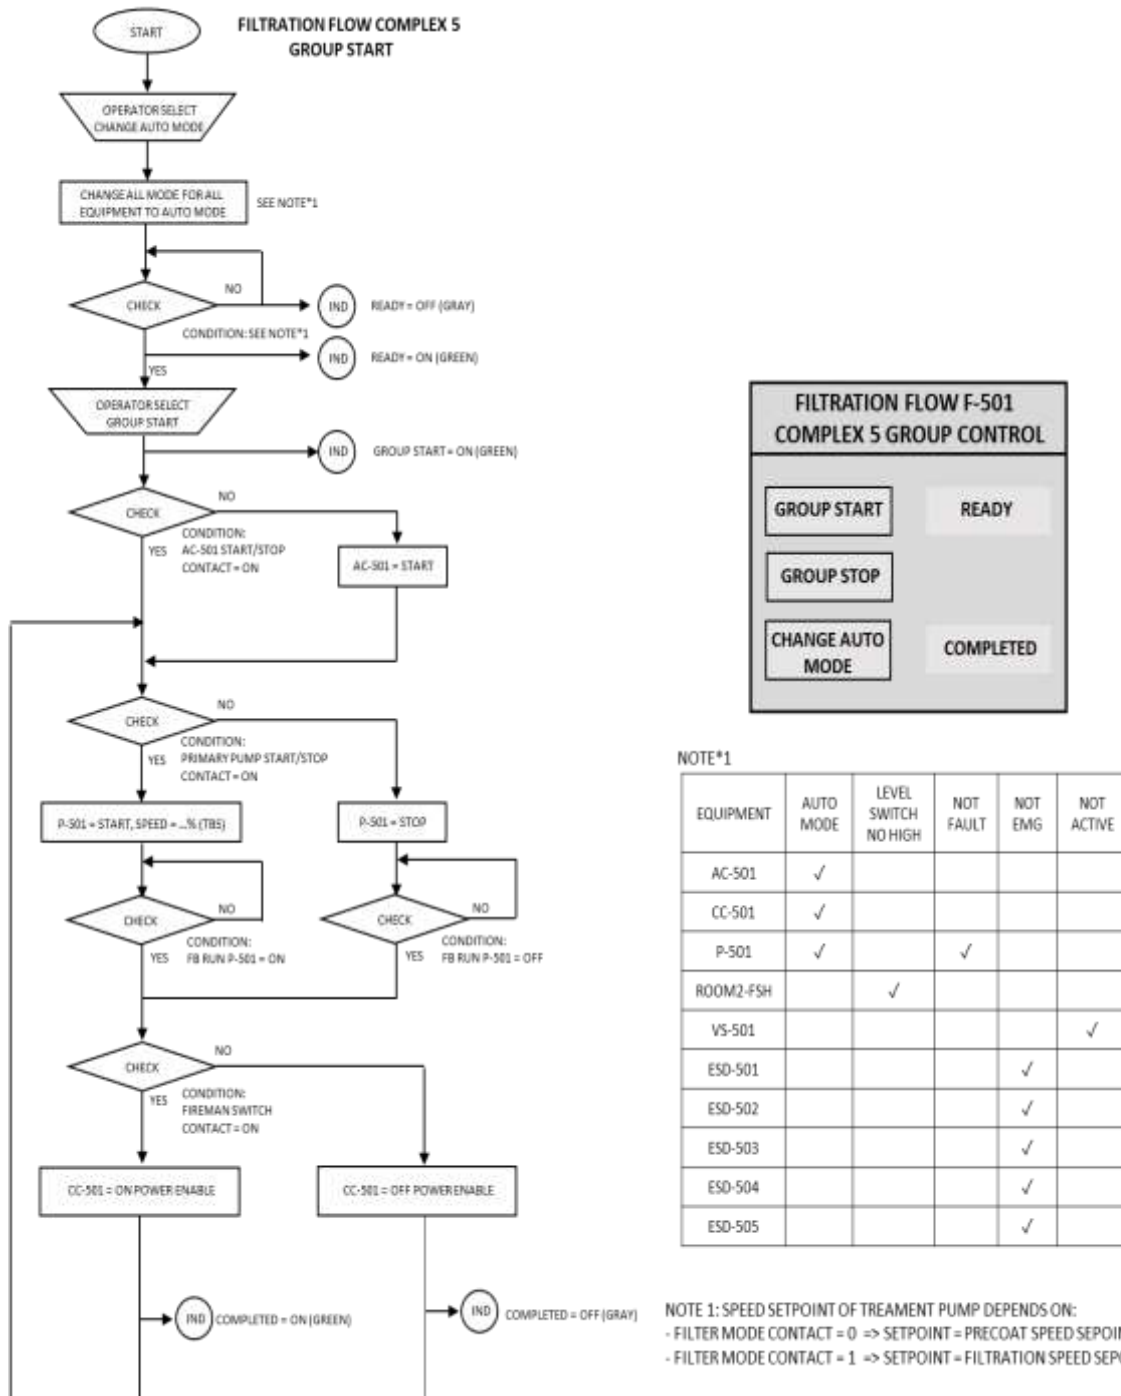 START
FILTRATION FLOW COMPLEX 5
GROUP START
OPERATOR SELECT
CHANGE AUTO MODE
CHANGE ALL MODE FOR ALL
EQUIPMENT TO AUTO MODE
SEE NOTE*1
CHECK
NO
IND
READY = OFF (GRAY)
CONDITION: SEE NOTE*1
IND
READY = ON (GREEN)
YES
OPERATOR SELECT
GROUP START
IND
GROUP START = ON (GREEN)
CHECK
NO
YES
CONDITION:
AC-501 START/STOP
CONTACT = ON
AC-501 = START
CHECK
NO
YES
CONDITION:
PRIMARY PUMP START/STOP
CONTACT = ON
P-501 = START, SPEED = ...% (TBS)
P-501 = STOP
CHECK
NO
YES
CONDITION:
FB RUN P-501 = ON
CHECK
NO
YES
CONDITION:
FB RUN P-501 = OFF
CHECK
NO
YES
CONDITION:
FIREMAN SWITCH
CONTACT = ON
CC-501 = ON POWER ENABLE
CC-501 = OFF POWER ENABLE
IND
COMPLETED = ON (GREEN)
IND
COMPLETED = OFF (GRAY)
FILTRATION FLOW F-501
COMPLEX 5 GROUP CONTROL
GROUP START
READY
GROUP STOP
CHANGE AUTO
MODE
COMPLETED
NOTE*1
EQUIPMENT AUTO MODE LEVEL SWITCH NO HIGH NOT FAULT NOT EMG NOT ACTIVE
AC-501 √
CC-501 √
P-501 √ √
ROOM2-FSH √
VS-501 √
ESD-501 √
ESD-502 √
ESD-503 √
ESD-504 √
ESD-505 √
NOTE 1: SPEED SETPOINT OF TREAMENT PUMP DEPENDS ON:
- FILTER MODE CONTACT = 0 => SETPOINT = PRECOAT SPEED SEPOIN
- FILTER MODE CONTACT = 1 => SETPOINT = FILTRATION SPEED SEPO